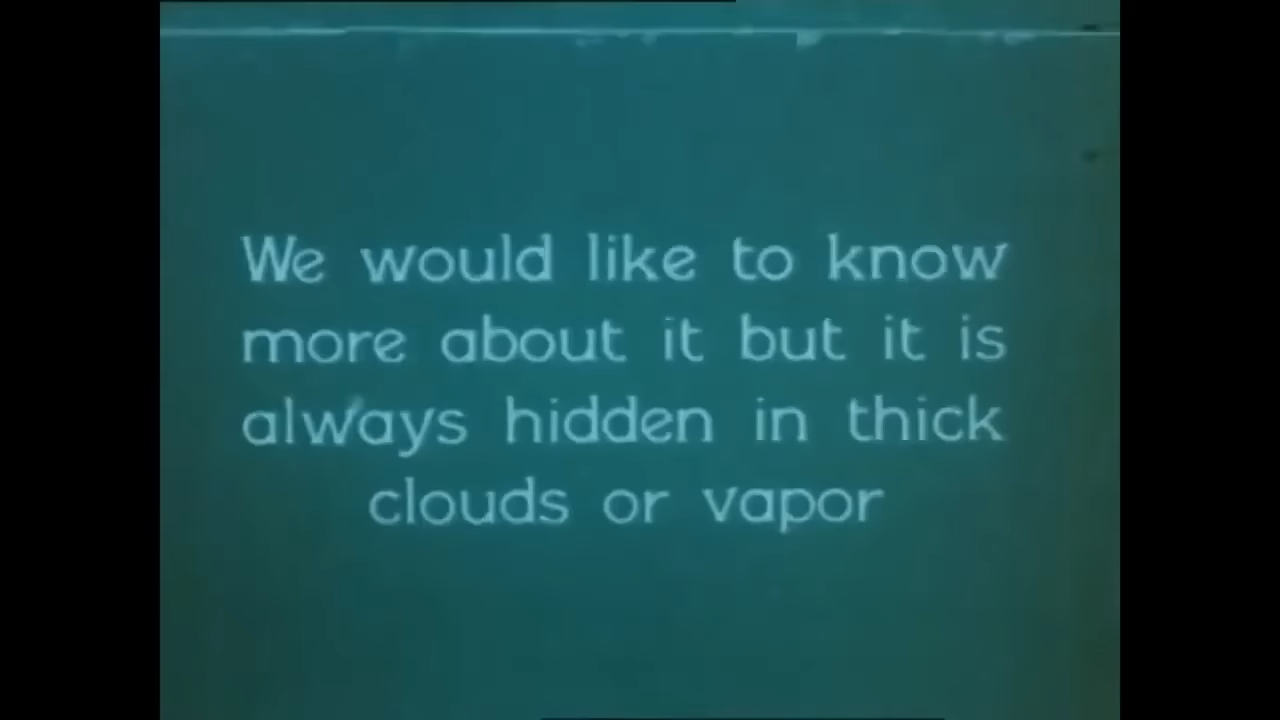 We would like to know
more about it but it is
always hidden in thick
clouds or vapor